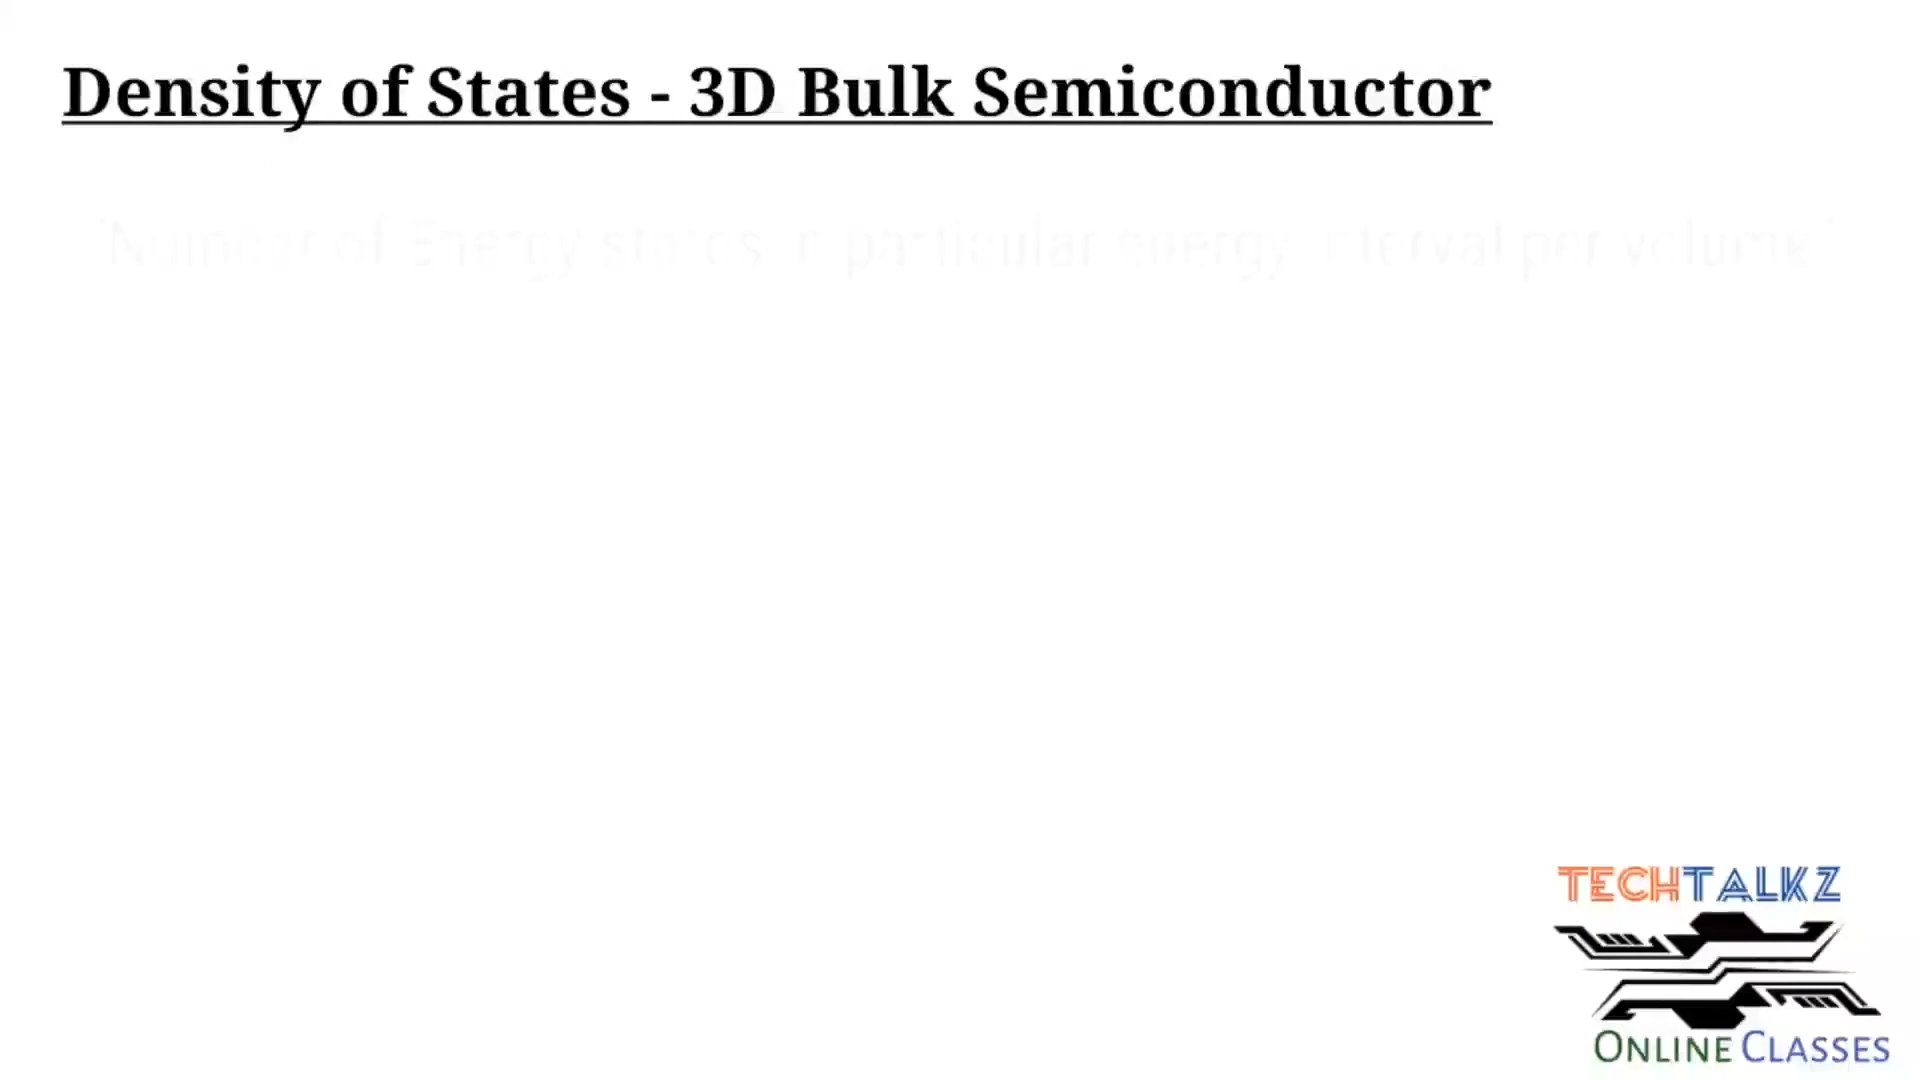 Density of States - 3D Bulk Semiconductor
"Number of Energy states in particular energy interval per volume"
TECHTALKZ
ONLINE CLASSES